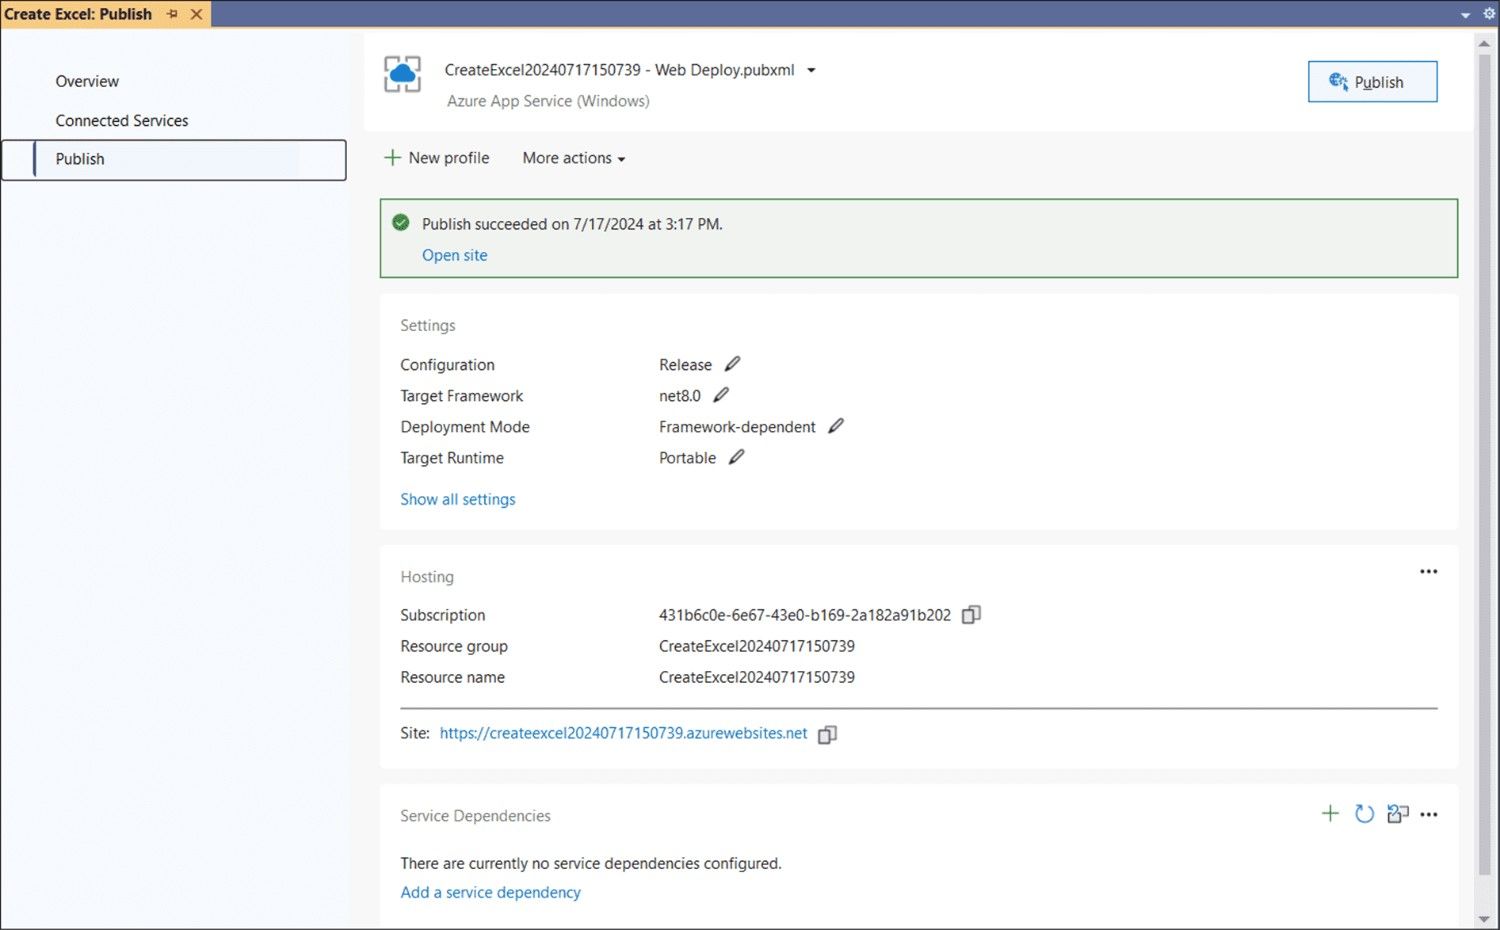 Create Excel: Publish
Overview
Connected Services
Publish
CreateExcel20240717150739 - Web Deploy.pubxml
Azure App Service (Windows)
Publish
New profile More actions
Publish succeeded on 7/17/2024 at 3:17 PM.
Open site
Settings
Configuration Release
Target Framework net8.0
Deployment Mode Framework-dependent
Target Runtime Portable
Show all settings
Hosting
Subscription 431b6c0e-6e67-43e0-b169-2a182a91b202
Resource group CreateExcel20240717150739
Resource name CreateExcel20240717150739
Site: https://createexcel20240717150739.azurewebsites.net
Service Dependencies
There are currently no service dependencies configured.
Add a service dependency